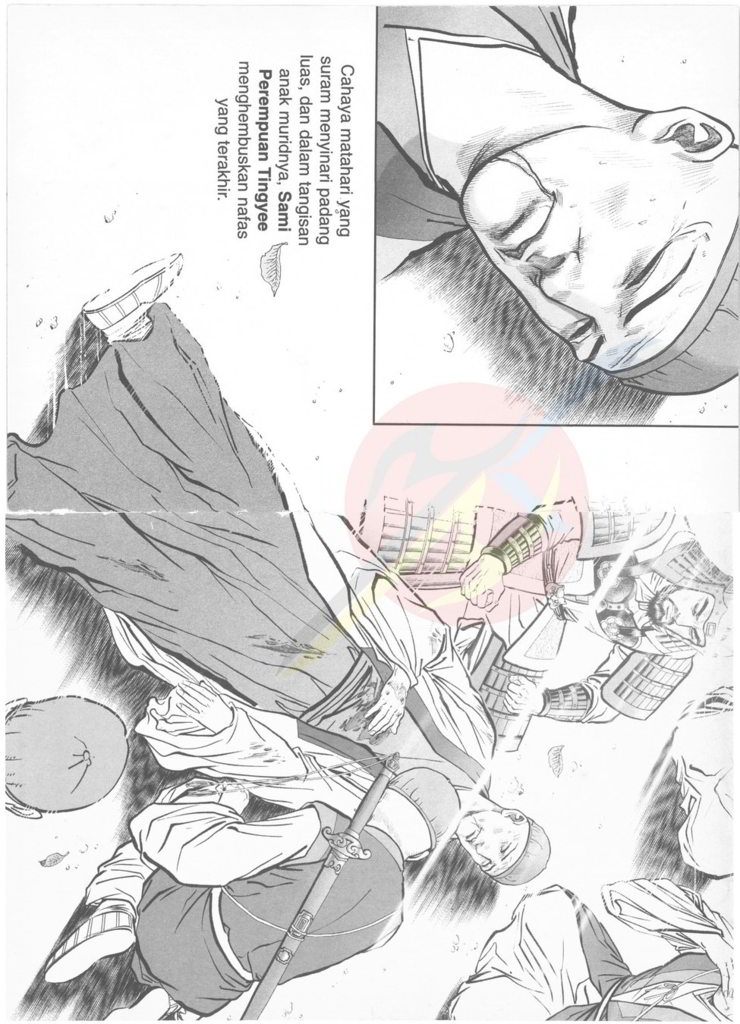 Cahaya matahari yang
suram menyinari padang
luas, dan dalam tangisan
anak muridnya, Sami
Perempuan Tingyee
menghembuskan nafas
yang terakhir.